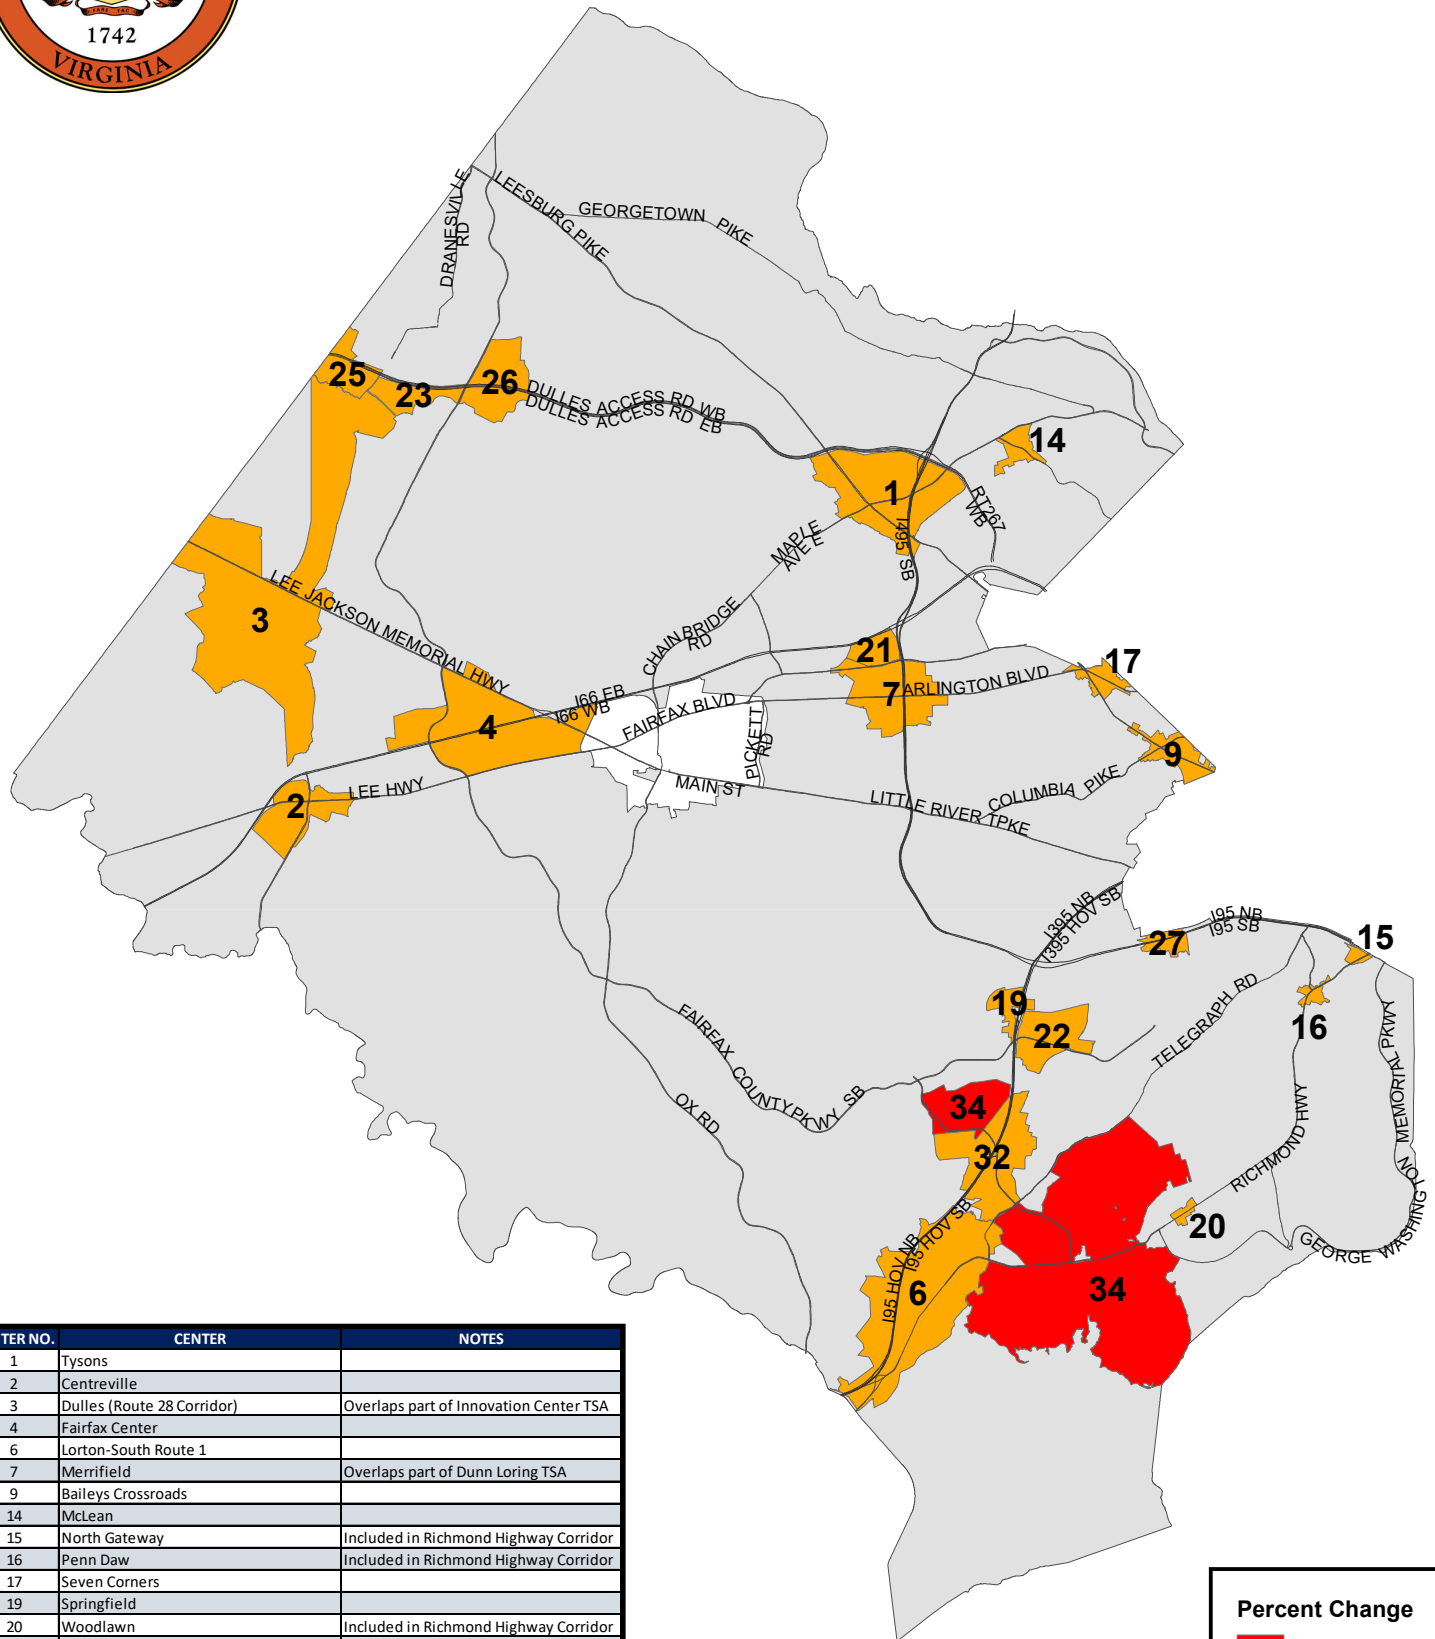 FARE FAC
1742
VIRGINIA
DRANESVILLE
RD
LEESBURG PIKE
GEORGETOWN PIKE
25
23
26
DULLES ACCESS RD WB
DULLES ACCESS RD EB
14
1
RT267
WB
MAPLE
AVE E
I495 SB
3
LEE JACKSON MEMORIAL HWY
CHAIN BRIDGE
RD
21
17
7
ARLINGTON BLVD
I66 EB
I66 WB
FAIRFAX BLVD
4
PICKETT
RD
9
MAIN ST
LEE HWY
2
COLUMBIA PIKE
LITTLE RIVER TPKE
I395 NB
I395 HOV SB
I95 NB
I95 SB
27
15
19
22
TELEGRAPH RD
16
FAIRFAX COUNTY PKWY SB
OX RD
34
32
RICHMOND HWY
GEORGE WASHINGTON MEMORIAL PKWY
20
I95 HOV NB
I95 HOV SB
6
34
TER NO. CENTER NOTES
1 Tysons
2 Centreville
3 Dulles (Route 28 Corridor) Overlaps part of Innovation Center TSA
4 Fairfax Center
6 Lorton-South Route 1
7 Merrifield Overlaps part of Dunn Loring TSA
9 Baileys Crossroads
14 McLean
15 North Gateway Included in Richmond Highway Corridor
16 Penn Daw Included in Richmond Highway Corridor
17 Seven Corners
19 Springfield
20 Woodlawn Included in Richmond Highway Corridor
Percent Change